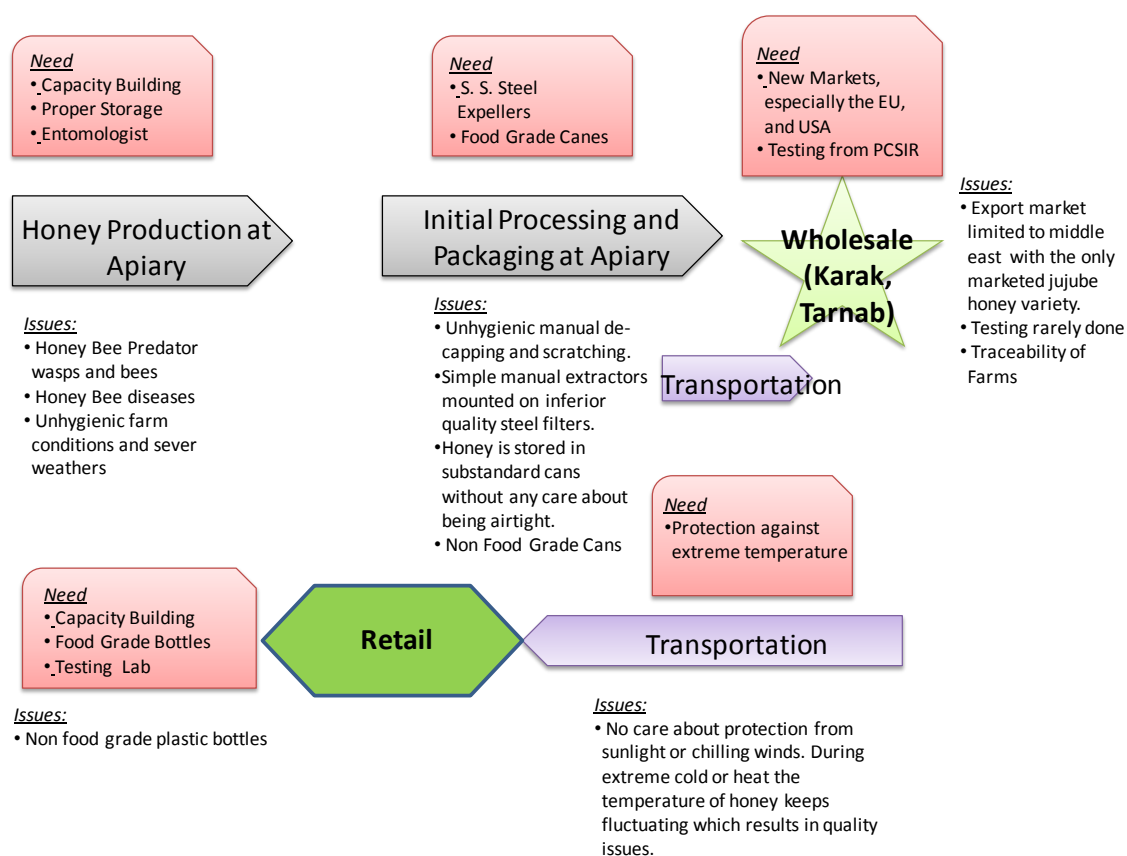 Need
• Capacity Building
• Proper Storage
• Entomologist
Honey Production at
Apiary
Issues:
• Honey Bee Predator
wasps and bees
• Honey Bee diseases
• Unhygienic farm
conditions and sever
weathers
Need
• S. S. Steel
Expellers
• Food Grade Canes
Initial Processing and
Packaging at Apiary
Issues:
• Unhygienic manual de-
capping and scratching.
•Simple manual extractors
mounted on inferior
quality steel filters.
•Honey is stored in
substandard cans
without any care about
being airtight.
• Non Food Grade Cans
Need
• New Markets,
especially the EU,
and USA
• Testing from PCSIR
Wholesale
(Karak,
Tarnab)
Issues:
• Export market
limited to middle
east with the only
marketed jujube
honey variety.
• Testing rarely done
• Traceability of
Farms
Transportation
Need
•Protection against
extreme temperature
Transportation
Issues:
• No care about protection from
sunlight or chilling winds. During
extreme cold or heat the
temperature of honey keeps
fluctuating which results in quality
issues.
Retail
Need
• Capacity Building
• Food Grade Bottles
• Testing Lab
Issues:
• Non food grade plastic bottles